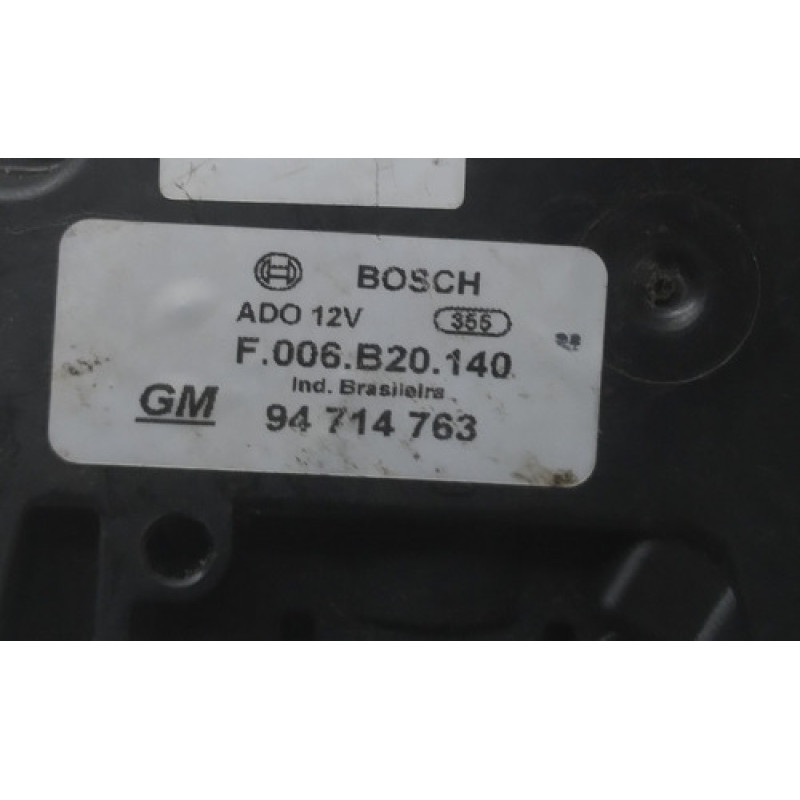 BOSCH
ADO 12V 355
F.006.B20.140
Ind. Brasileira
GM 94 714 763